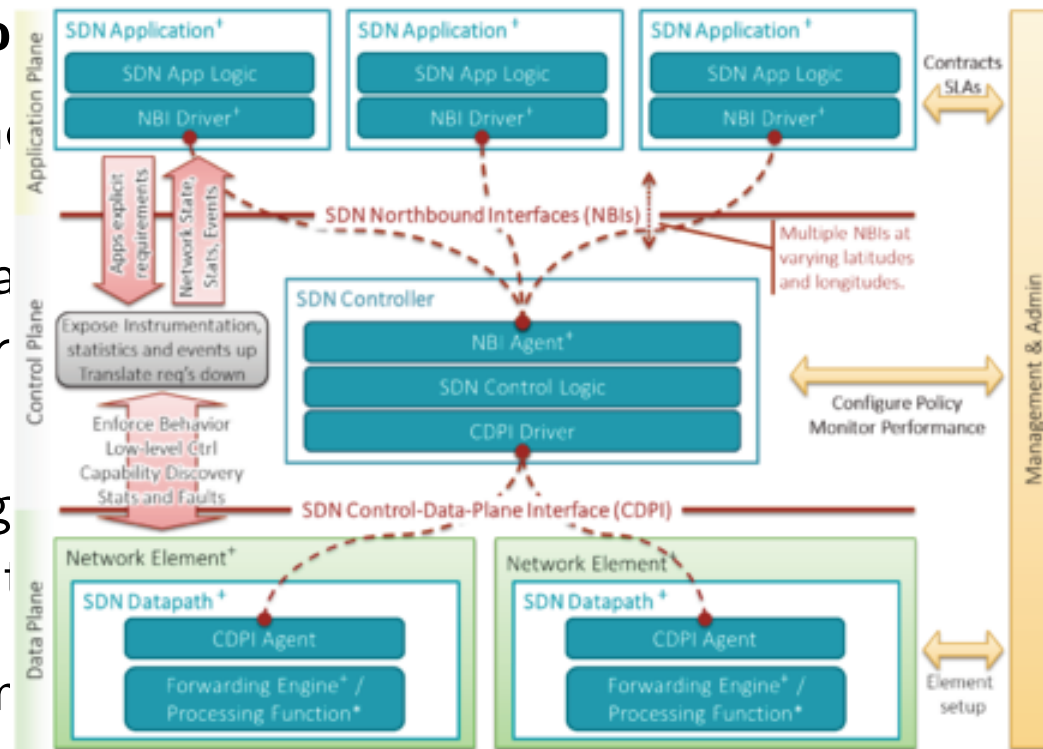 Application Plane
SDN Application⁺
SDN App Logic
NBI Driver⁺
SDN Application⁺
SDN App Logic
NBI Driver⁺
SDN Application⁺
SDN App Logic
NBI Driver⁺
Contracts
SLAs
Apps explicit
requirements
Network State,
Stats, Events
SDN Northbound Interfaces (NBIs)
Multiple NBIs at
varying latitudes
and longitudes.
Control Plane
Expose Instrumentation,
statistics and events up
Translate req's down
SDN Controller
NBI Agent⁺
SDN Control Logic
CDPI Driver
Configure Policy
Monitor Performance
Management & Admin
Enforce Behavior
Low-level Ctrl
Capability Discovery
Stats and Faults
SDN Control-Data-Plane Interface (CDPI)
Data Plane
Network Element⁺
SDN Datapath⁺
CDPI Agent
Forwarding Engine⁺ /
Processing Function*
Network Element⁺
SDN Datapath⁺
CDPI Agent
Forwarding Engine⁺ /
Processing Function*
Element
setup